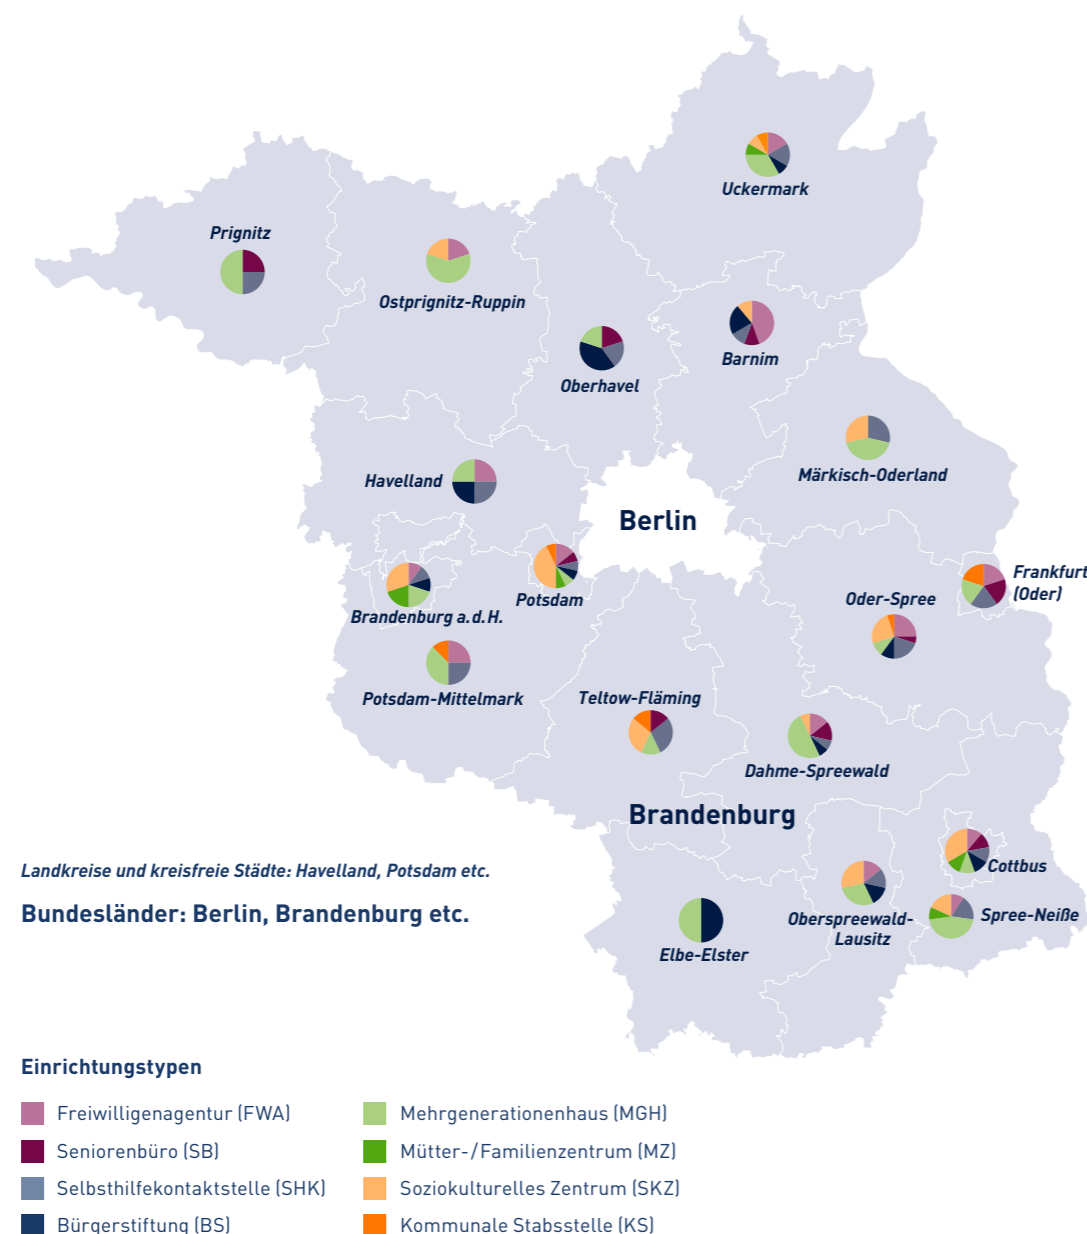 Uckermark
Prignitz
Ostprignitz-Ruppin
Barnim
Oberhavel
Märkisch-Oderland
Havelland
Berlin
Frankfurt
(Oder)
Potsdam
Oder-Spree
Brandenburg a.d.H.
Potsdam-Mittelmark
Teltow-Fläming
Dahme-Spreewald
Brandenburg
Cottbus
Oberspreewald-
Lausitz
Spree-Neiße
Elbe-Elster
Landkreise und kreisfreie Städte: Havelland, Potsdam etc.
Bundesländer: Berlin, Brandenburg etc.
Einrichtungstypen
Freiwilligenagentur (FWA)
Seniorenbüro (SB)
Selbsthilfekontaktstelle (SHK)
Bürgerstiftung (BS)
Mehrgenerationenhaus (MGH)
Mütter-/Familienzentrum (MZ)
Soziokulturelles Zentrum (SKZ)
Kommunale Stabsstelle (KS)